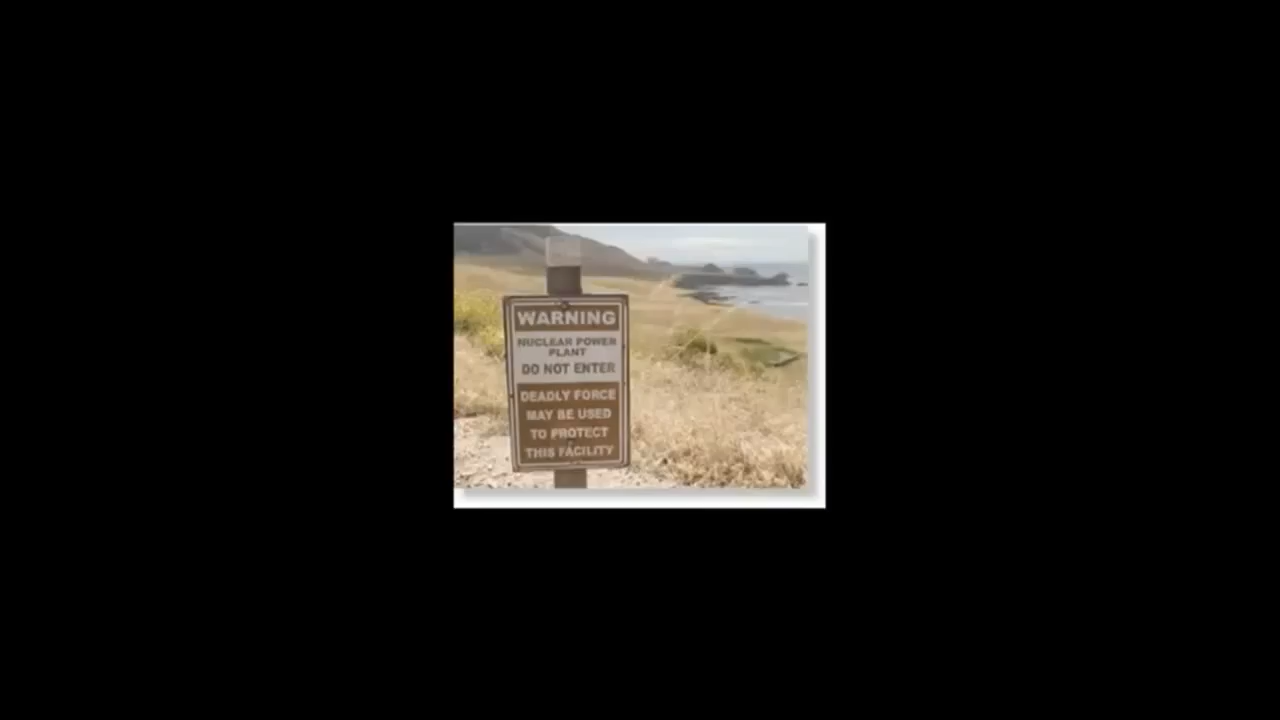 WARNING
NUCLEAR POWER
PLANT
DO NOT ENTER
DEADLY FORCE
MAY BE USED
TO PROTECT
THIS FACILITY